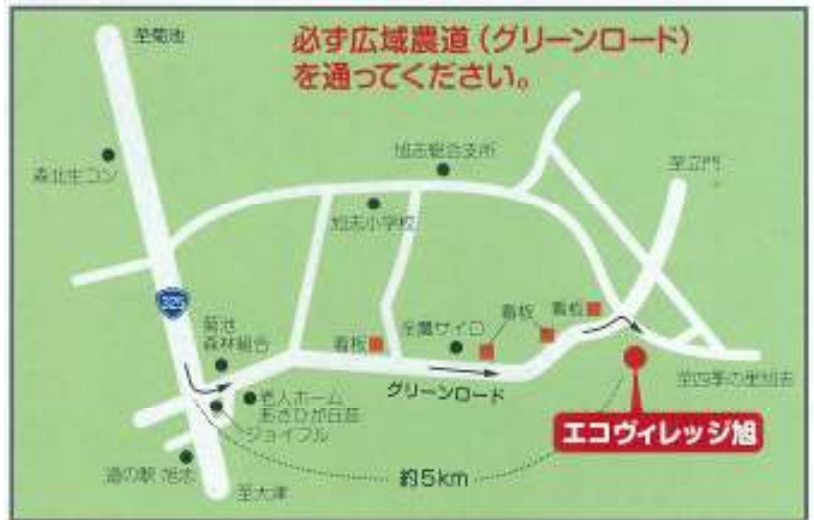 必ず広域農道(グリーンロード)
を通ってください。
至菊池
旭志総合支所
至立門
森北生コン
旭志小学校
325
菊池
森林組合
看板
全農サイロ
看板
看板
グリーンロード
老人ホーム
あさひが丘荘
ジョイフル
至四季の里旭志
エコヴィレッジ旭
道の駅 旭志
約5km
至大津